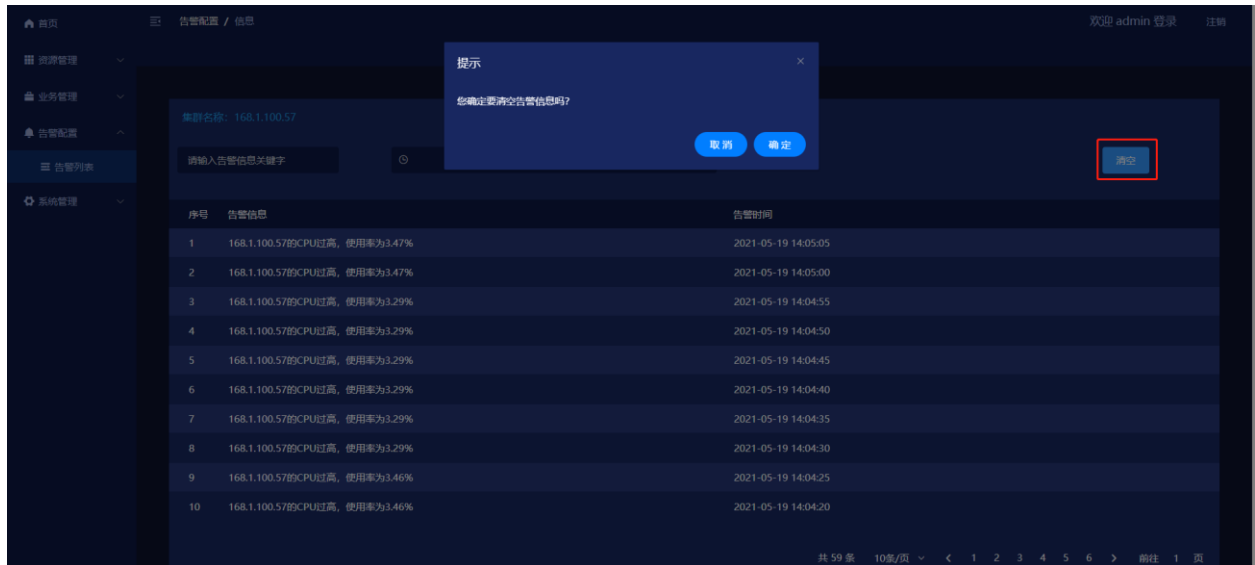 首页
告警配置 / 信息
欢迎 admin 登录
注销
资源管理
业务管理
告警配置
告警列表
系统管理
提示
您确定要清空告警信息吗?
取消
确定
集群名称: 168.1.100.57
请输入告警信息关键字
清空
序号 告警信息 告警时间
1 168.1.100.57的CPU过高, 使用率为3.47% 2021-05-19 14:05:05
2 168.1.100.57的CPU过高, 使用率为3.47% 2021-05-19 14:05:00
3 168.1.100.57的CPU过高, 使用率为3.29% 2021-05-19 14:04:55
4 168.1.100.57的CPU过高, 使用率为3.29% 2021-05-19 14:04:50
5 168.1.100.57的CPU过高, 使用率为3.29% 2021-05-19 14:04:45
6 168.1.100.57的CPU过高, 使用率为3.29% 2021-05-19 14:04:40
7 168.1.100.57的CPU过高, 使用率为3.29% 2021-05-19 14:04:35
8 168.1.100.57的CPU过高, 使用率为3.29% 2021-05-19 14:04:30
9 168.1.100.57的CPU过高, 使用率为3.46% 2021-05-19 14:04:25
10 168.1.100.57的CPU过高, 使用率为3.46% 2021-05-19 14:04:20
共 59 条 10条/页 1 2 3 4 5 6 前往 1 页